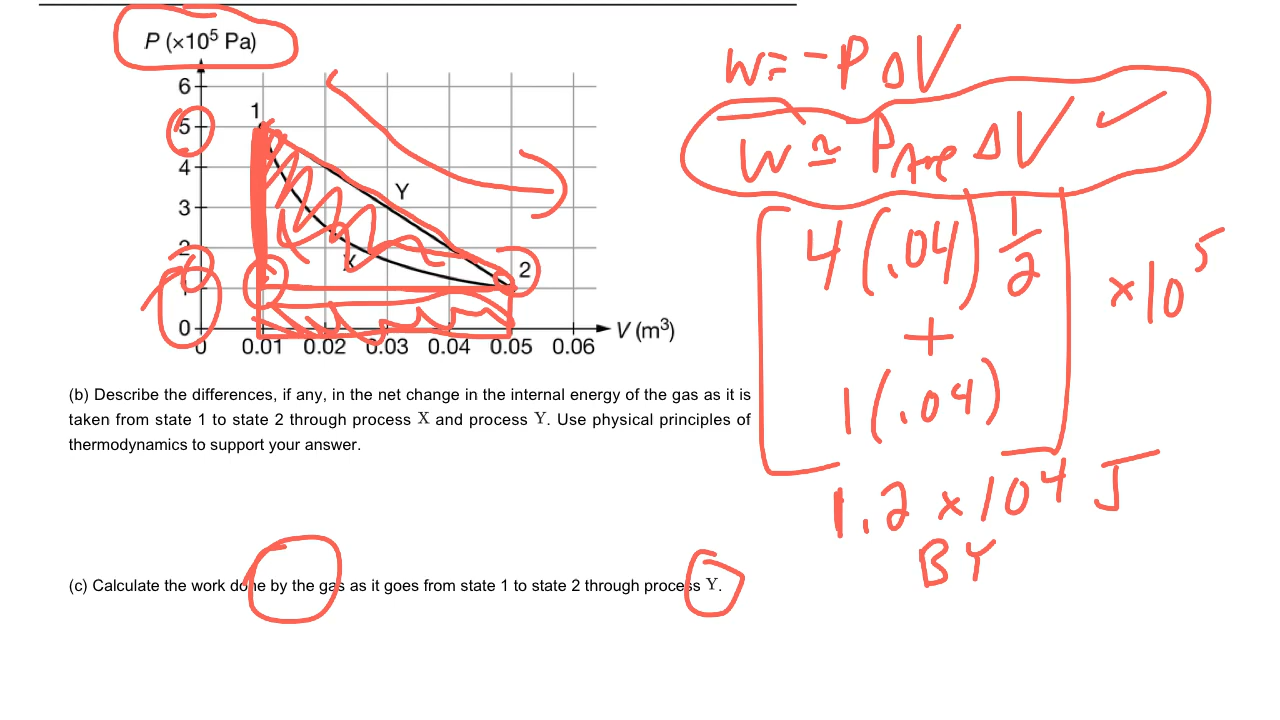 P (×10⁵ Pa)
6
5
4
3
2
1
0
1
Y
X
2
V (m³)
0 0.01 0.02 0.03 0.04 0.05 0.06
W = -P ΔV
W ≅ P_Ave ΔV ✓
4(.04) 1/2
+
1(.04)
×10⁵
1.2 × 10⁴ J
BY
(b) Describe the differences, if any, in the net change in the internal energy of the gas as it is
taken from state 1 to state 2 through process X and process Y. Use physical principles of
thermodynamics to support your answer.
(c) Calculate the work done by the gas as it goes from state 1 to state 2 through process Y.